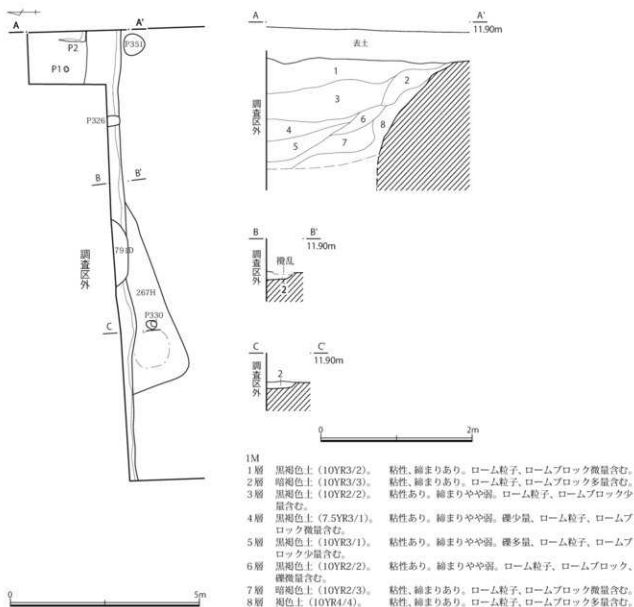 A
A'
P351
P2
P1
P326
B
B'
調査区外
791D
267H
P330
C
0
5m
A
A'
11.90m
表土
1
2
3
4
5
6
7
8
調査区外
B
B'
11.90m
調査区外
攪乱
2
C
C'
11.90m
調査区外
2
0
2m
1M
1層 黒褐色土（10YR3/2）。 粘性、締まりあり。ローム粒子、ロームブロック微量含む。
2層 暗褐色土（10YR3/3）。 粘性、締まりあり。ローム粒子、ロームブロック多量含む。
3層 黒褐色土（10YR2/2）。 粘性あり。締まりやや弱。ローム粒子、ロームブロック少
量含む。
4層 黒褐色土（7.5YR3/1）。 粘性あり。締まりやや弱。礫少量、ローム粒子、ロームブ
ロック微量含む。
5層 黒褐色土（10YR3/1）。 粘性あり。締まりやや弱。礫多量、ローム粒子、ロームブ
ロック少量含む。
6層 黒褐色土（10YR2/2）。 粘性あり。締まりやや弱。ローム粒子、ロームブロック、
礫微量含む。
7層 暗褐色土（10YR2/3）。 粘性、締まりあり。ローム粒子、ロームブロック微量含む。
8層 褐色土（10YR4/4）。 粘性、締まりあり。ローム粒子、ロームブロック多量含む。